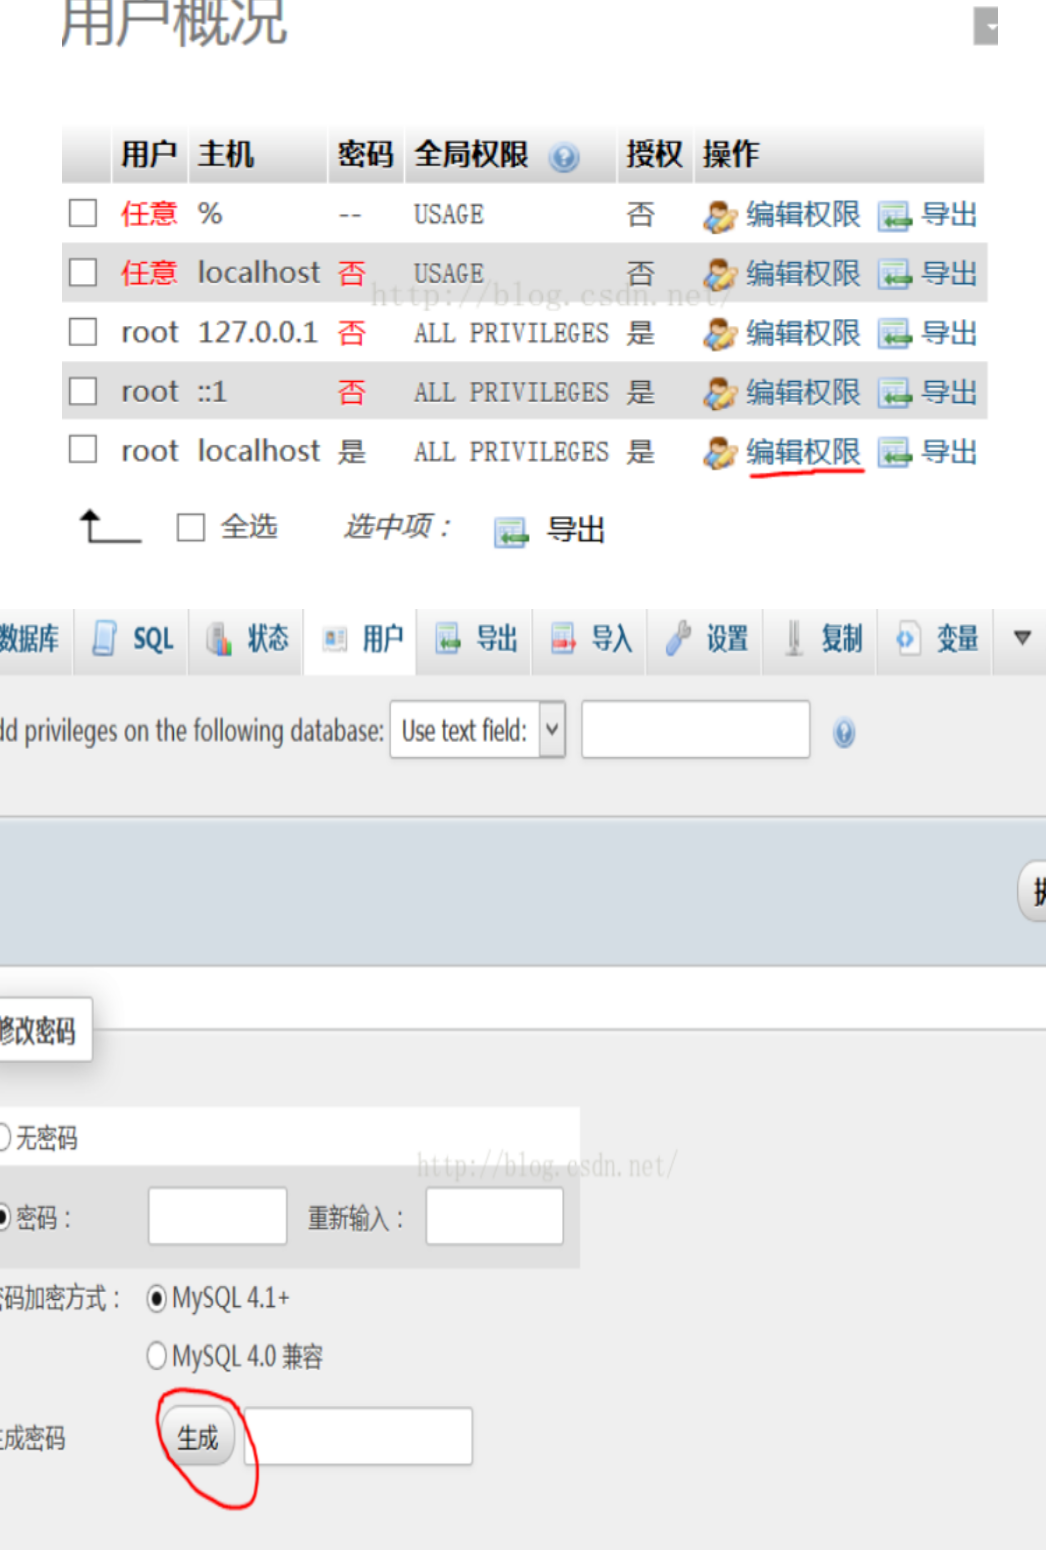 用户概况
用户 主机 密码 全局权限 授权 操作
任意 % -- USAGE 否 编辑权限 导出
任意 localhost 否 USAGE 否 编辑权限 导出
http://blog.csdn.net/
root 127.0.0.1 否 ALL PRIVILEGES 是 编辑权限 导出
root ::1 否 ALL PRIVILEGES 是 编辑权限 导出
root localhost 是 ALL PRIVILEGES 是 编辑权限 导出
全选 选中项： 导出
数据库 SQL 状态 用户 导出 导入 设置 复制 变量
dd privileges on the following database: Use text field:
修改密码
无密码
http://blog.csdn.net/
密码： 重新输入：
密码加密方式： MySQL 4.1+
MySQL 4.0 兼容
生成密码 生成